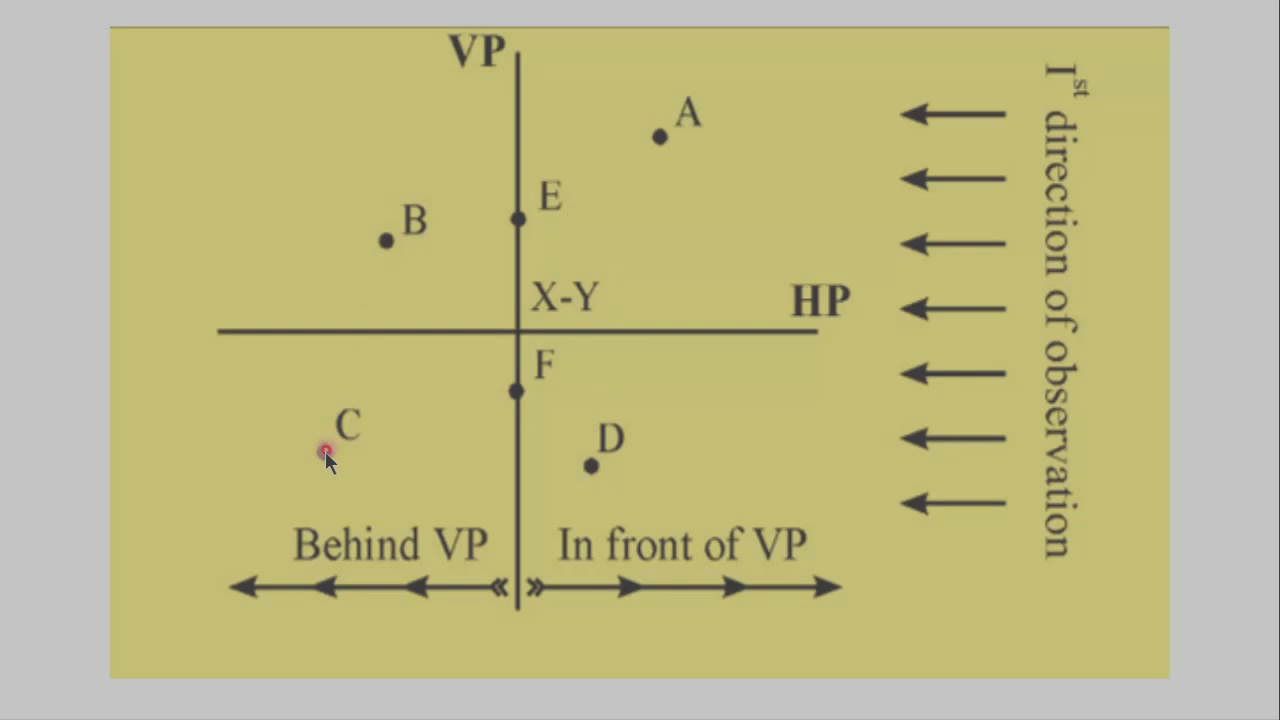 VP
A
E
B
X-Y
HP
F
C
D
Behind VP
In front of VP
Ist direction of observation